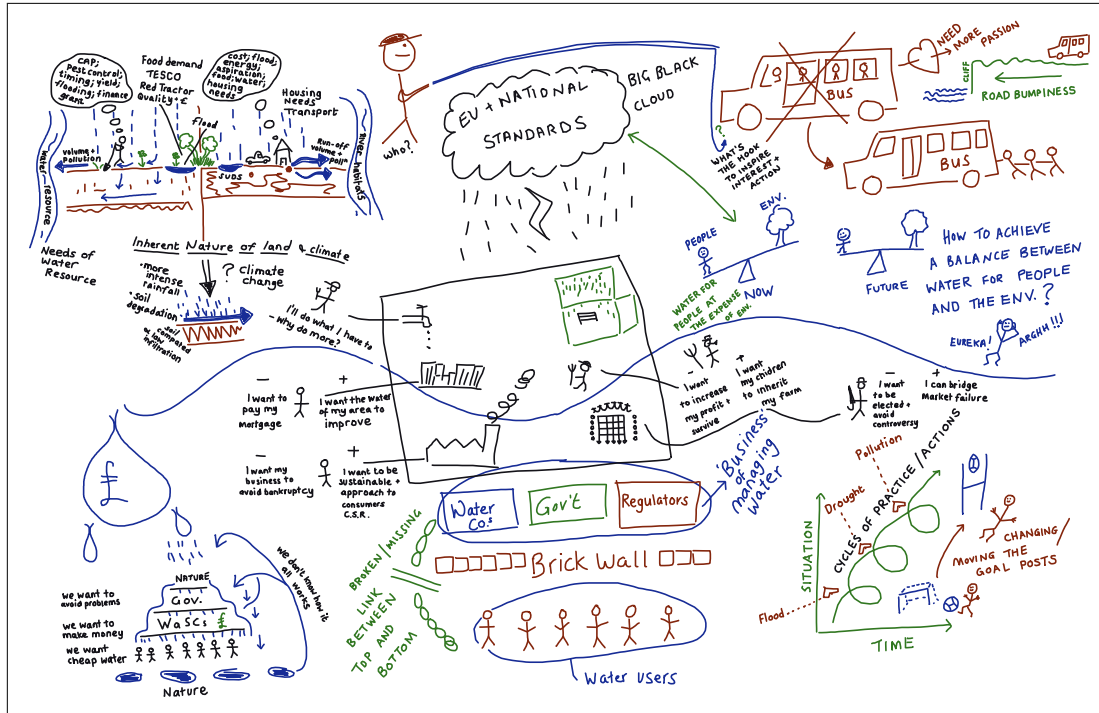 CAP;
Pest control;
timing; yield;
flooding; finance
grant
Food demand
TESCO
Red Tractor
Quality + £
flood
cost; flood;
energy;
aspiration;
food; water;
housing
needs
Housing
Needs
Transport
volume +
Pollution
Run-off
volume +
poll^n
SUDS
water resource
River habitats
Needs of
Water
Resource
Inherent Nature of land & climate
• more
intense
rainfall
• soil
degradation
? Climate
change
soil
compacted
& low
infiltration
I'll do what I have to
- why do more?
who?
EU + NATIONAL
STANDARDS
BIG BLACK
CLOUD
?
WHAT'S
THE HOOK
TO INSPIRE
INTEREST +
ACTION
BUS
NEED
MORE
PASSION
CLIFF
ROAD BUMPINESS
BUS
PEOPLE
ENV.
NOW
WATER FOR
PEOPLE AT
THE EXPENSE
OF ENV.
FUTURE
HOW TO ACHIEVE
A BALANCE BETWEEN
WATER FOR PEOPLE
AND THE ENV.?
EUREKA!
ARGHH!!!
-
I want to
pay my
mortgage
+
I want the water
of my area to
improve
-
I want my
business to
avoid bankruptcy
+
I want to be
sustainable +
approach to
consumers
C.S.R.
-
I want
to increase
my profit +
survive
+
I want
my children
to inherit
my farm
-
I want
to be
elected +
avoid
controversy
+
I can bridge
Market failure
£
NATURE
GOV.
WaSCs £
we want to
avoid problems
we want to
make money
we want
cheap water
we don't know how it
all works
Nature
BROKEN/MISSING
LINK
BETWEEN
TOP AND
BOTTOM
Water
Cos
Gov't
Regulators
'Business'
of
managing
water
Brick Wall
Water users
SITUATION
TIME
CYCLES OF PRACTICE/ACTIONS
Flood
Drought
Pollution
CHANGING/
MOVING THE
GOAL POSTS